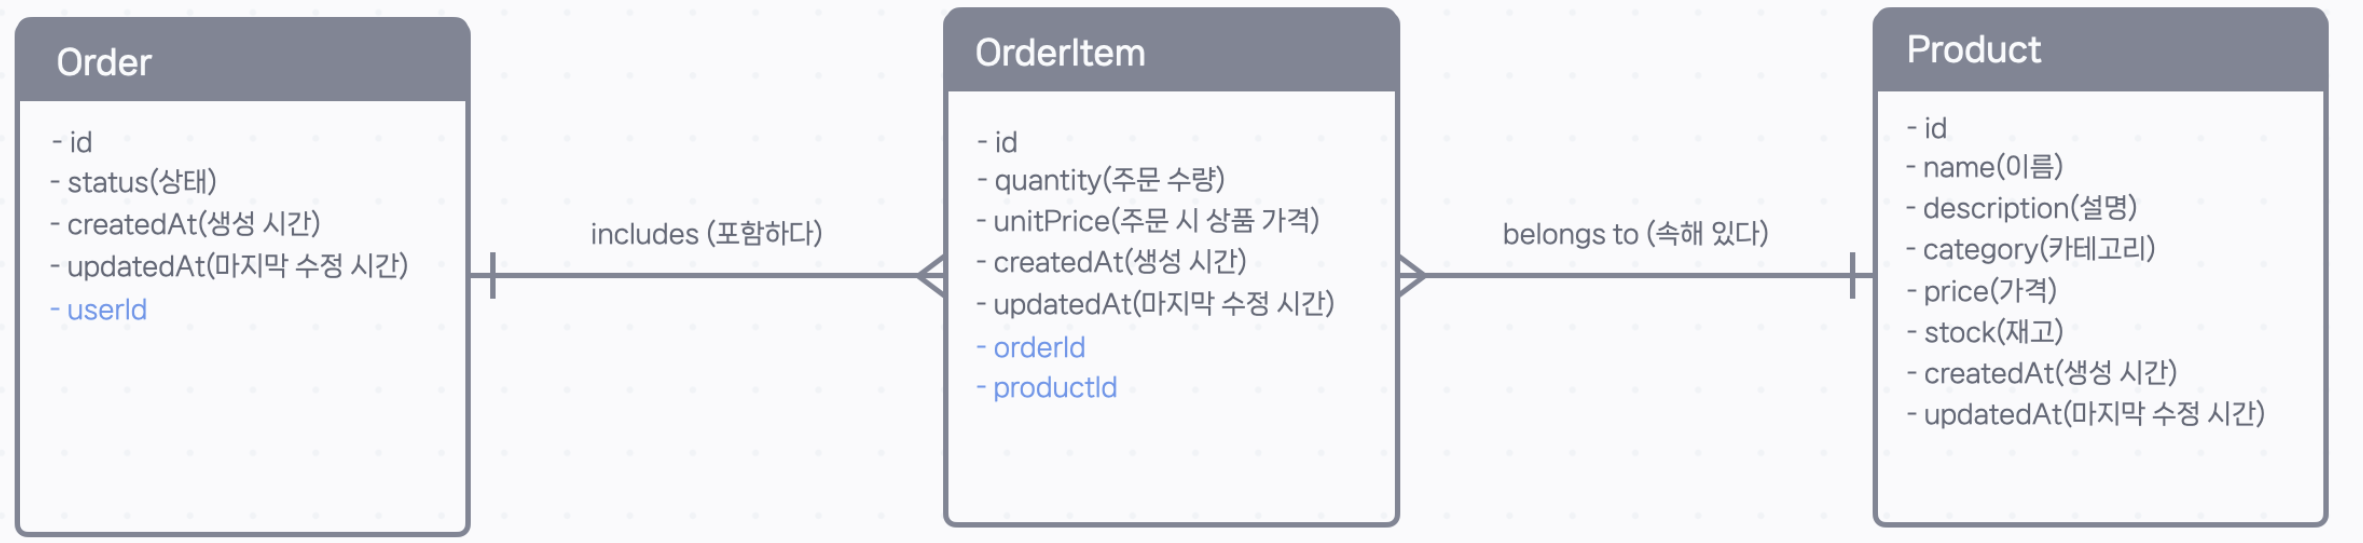 Order
- id
- status(상태)
- createdAt(생성 시간)
- updatedAt(마지막 수정 시간)
- userId
includes (포함하다)
OrderItem
- id
- quantity(주문 수량)
- unitPrice(주문 시 상품 가격)
- createdAt(생성 시간)
- updatedAt(마지막 수정 시간)
- orderId
- productId
belongs to (속해 있다)
Product
- id
- name(이름)
- description(설명)
- category(카테고리)
- price(가격)
- stock(재고)
- createdAt(생성 시간)
- updatedAt(마지막 수정 시간)